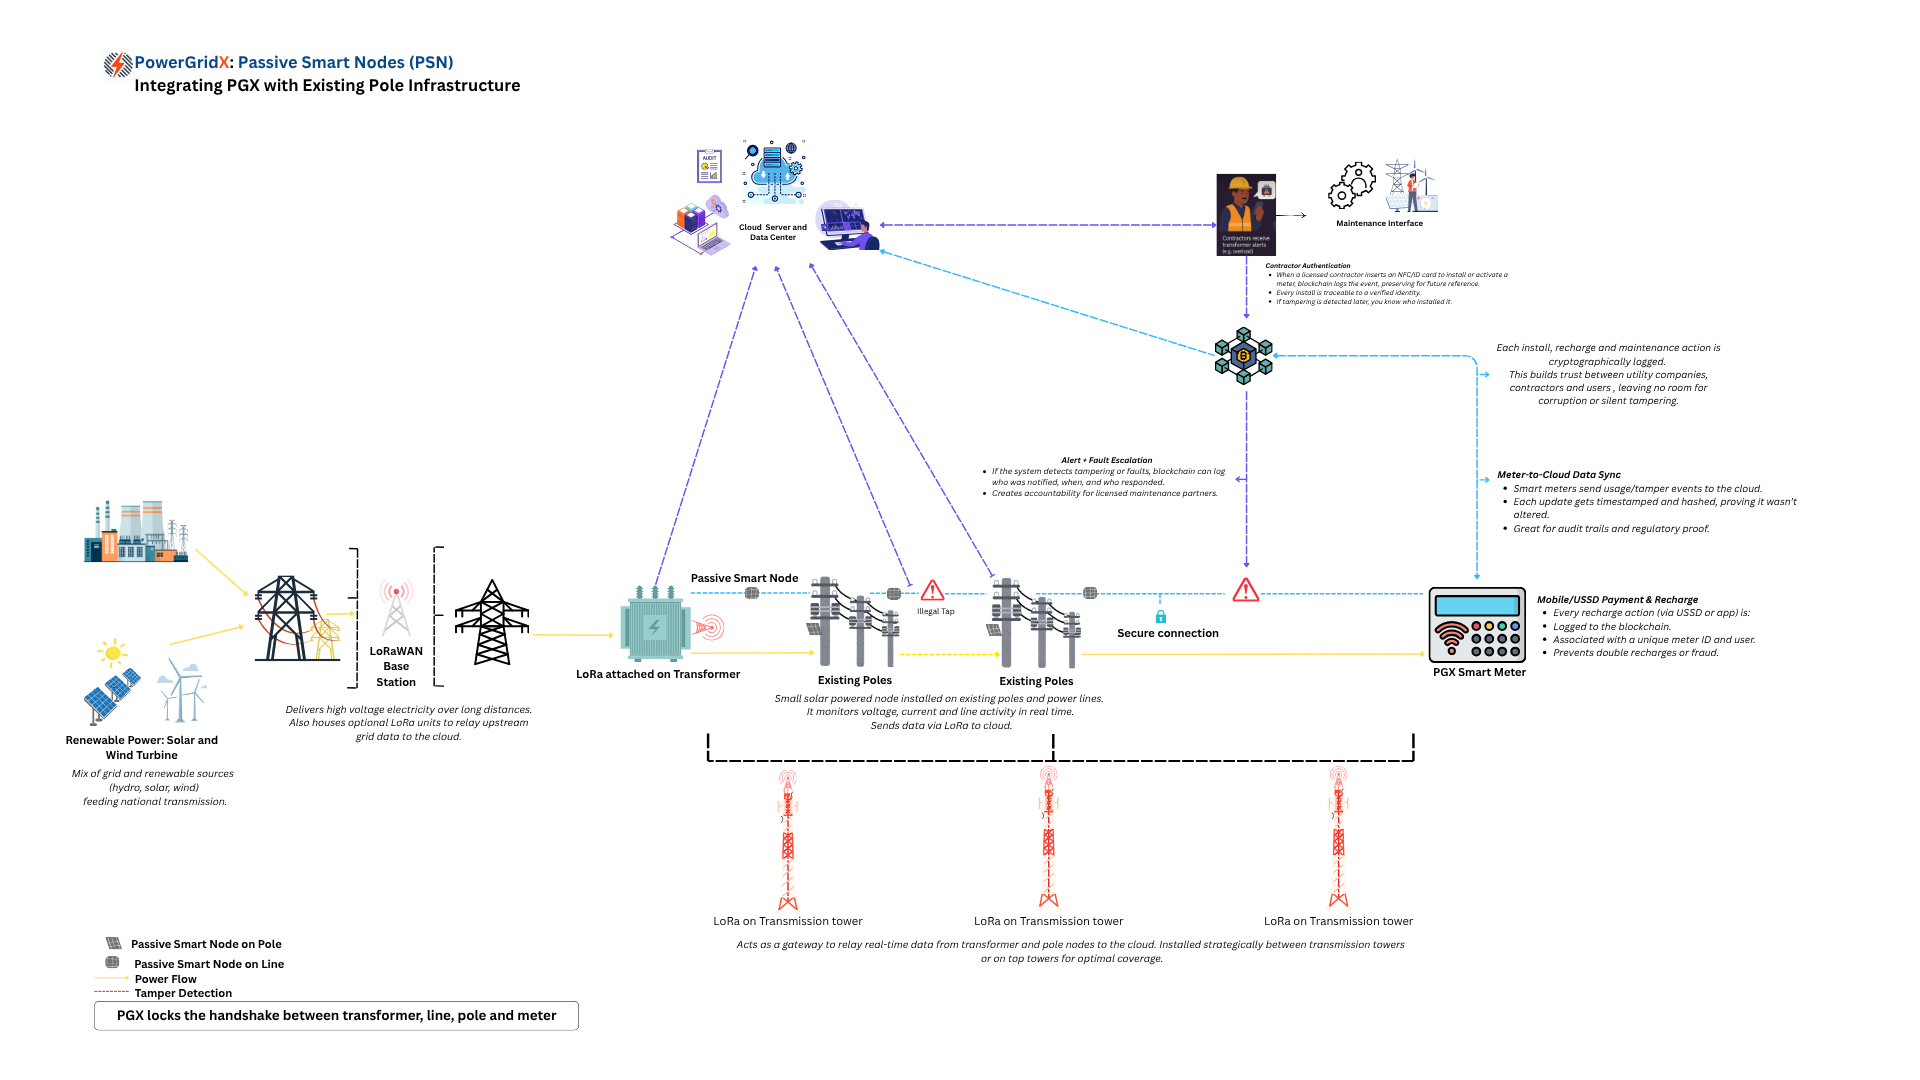 PowerGridX: Passive Smart Nodes (PSN)
Integrating PGX with Existing Pole Infrastructure
AUDIT
Cloud Server and
Data Center
Contractors receive
transformer alerts
(e.g. overload)
Maintenance Interface
Contractor Authentication
• When a licensed contractor inserts an NFC/ID card to install or activate a
meter, blockchain logs the event, preserving for future reference.
• Every install is traceable to a verified identity.
• If tampering is detected later, you know who installed it.
Each install, recharge and maintenance action is
cryptographically logged.
This builds trust between utility companies,
contractors and users , leaving no room for
corruption or silent tampering.
Alert + Fault Escalation
• If the system detects tampering or faults, blockchain can log
who was notified, when, and who responded.
• Creates accountability for licensed maintenance partners.
Meter-to-Cloud Data Sync
• Smart meters send usage/tamper events to the cloud.
• Each update gets timestamped and hashed, proving it wasn't
altered.
• Great for audit trails and regulatory proof.
LoRaWAN
Base
Station
Delivers high voltage electricity over long distances.
Also houses optional LoRa units to relay upstream
grid data to the cloud.
Renewable Power: Solar and
Wind Turbine
Mix of grid and renewable sources
(hydro, solar, wind)
feeding national transmission.
Passive Smart Node
LoRa attached on Transformer
Illegal Tap
Existing Poles
Existing Poles
Small solar powered node installed on existing poles and power lines.
It monitors voltage, current and line activity in real time.
Sends data via LoRa to cloud.
Secure connection
PGX Smart Meter
Mobile/USSD Payment & Recharge
• Every recharge action (via USSD or app) is:
• Logged to the blockchain.
• Associated with a unique meter ID and user.
• Prevents double recharges or fraud.
LoRa on Transmission tower
LoRa on Transmission tower
LoRa on Transmission tower
Acts as a gateway to relay real-time data from transformer and pole nodes to the cloud. Installed strategically between transmission towers
or on top towers for optimal coverage.
Passive Smart Node on Pole
Passive Smart Node on Line
Power Flow
Tamper Detection
PGX locks the handshake between transformer, line, pole and meter